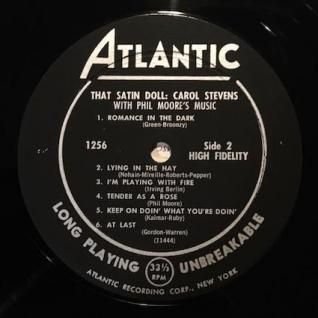 ATLANTIC
THAT SATIN DOLL: CAROL STEVENS
WITH PHIL MOORE'S MUSIC
1. ROMANCE IN THE DARK
(Green-Broonzy)
1256
Side 2
HIGH FIDELITY
2. LYING IN THE HAY
(Nohain-Mireille-Roberts-Pepper)
3. I'M PLAYING WITH FIRE
(Irving Berlin)
4. TENDER AS A ROSE
(Phil Moore)
5. KEEP ON DOIN' WHAT YOU'RE DOIN'
(Kalmar-Ruby)
6. AT LAST
(Gordon-Warren)
(11444)
LONG PLAYING 33⅓ RPM UNBREAKABLE
ATLANTIC RECORDING CORP., NEW YORK